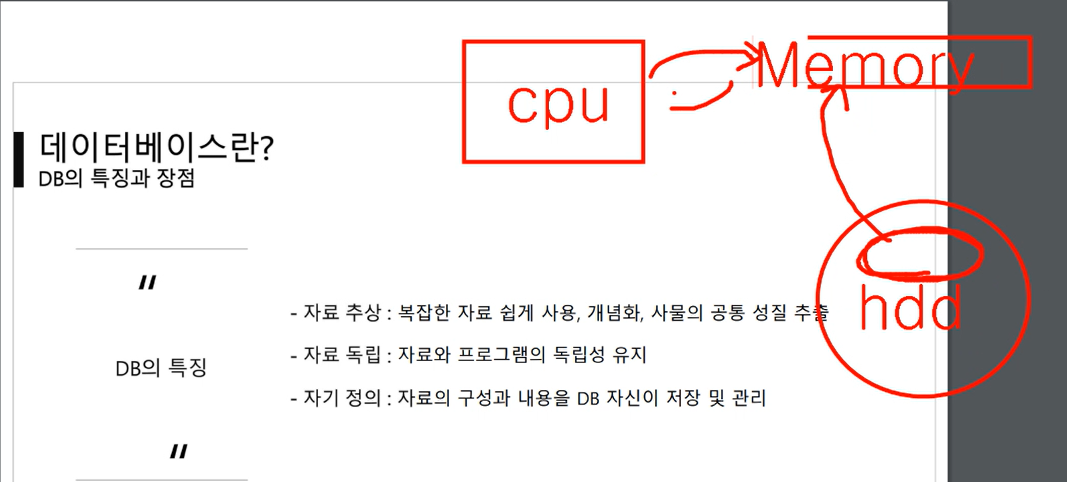 cpu
Memory
데이터베이스란?
DB의 특징과 장점
"
hdd
- 자료 추상 : 복잡한 자료 쉽게 사용, 개념화, 사물의 공통 성질 추출
- 자료 독립 : 자료와 프로그램의 독립성 유지
DB의 특징
- 자기 정의 : 자료의 구성과 내용을 DB 자신이 저장 및 관리
"